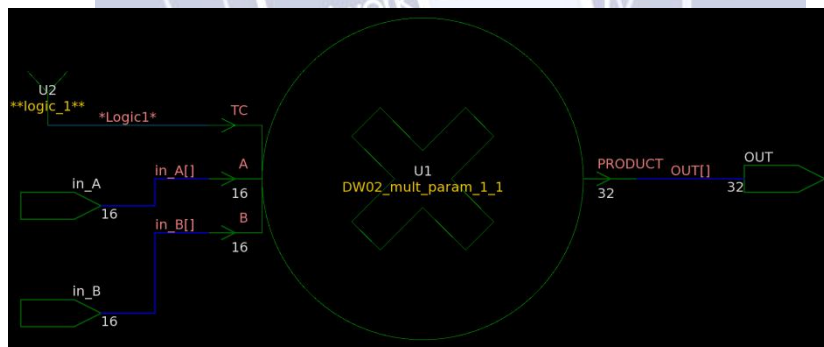 U2
**logic_1**
*Logic1*
TC
in_A
16
in_A[]
A
16
in_B[]
B
16
in_B
16
U1
DW02_mult_param_1_1
PRODUCT
32
OUT[]
32
OUT